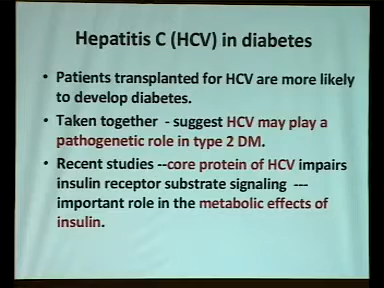 Hepatitis C (HCV) in diabetes
• Patients transplanted for HCV are more likely
to develop diabetes.
• Taken together - suggest HCV may play a
pathogenetic role in type 2 DM.
• Recent studies --core protein of HCV impairs
insulin receptor substrate signaling ---
important role in the metabolic effects of
insulin.